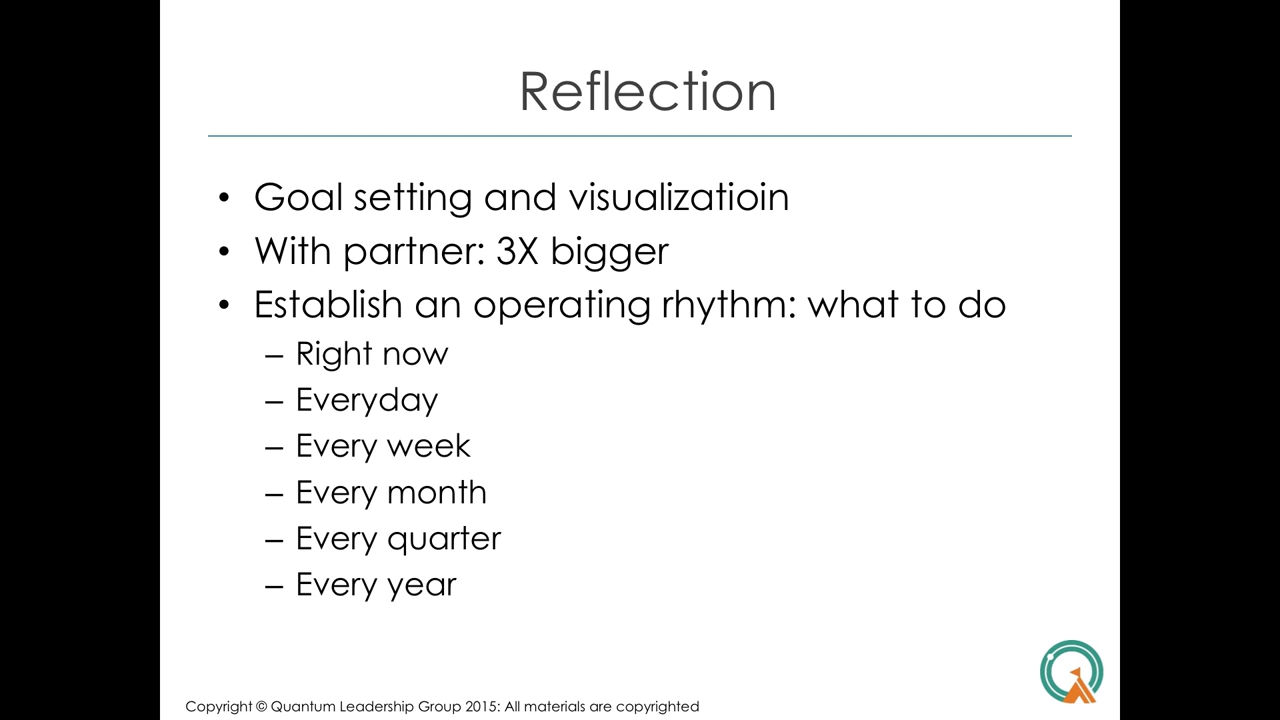 Reflection
• Goal setting and visualizatioin
• With partner: 3X bigger
• Establish an operating rhythm: what to do
– Right now
– Everyday
– Every week
– Every month
– Every quarter
– Every year
Copyright © Quantum Leadership Group 2015: All materials are copyrighted